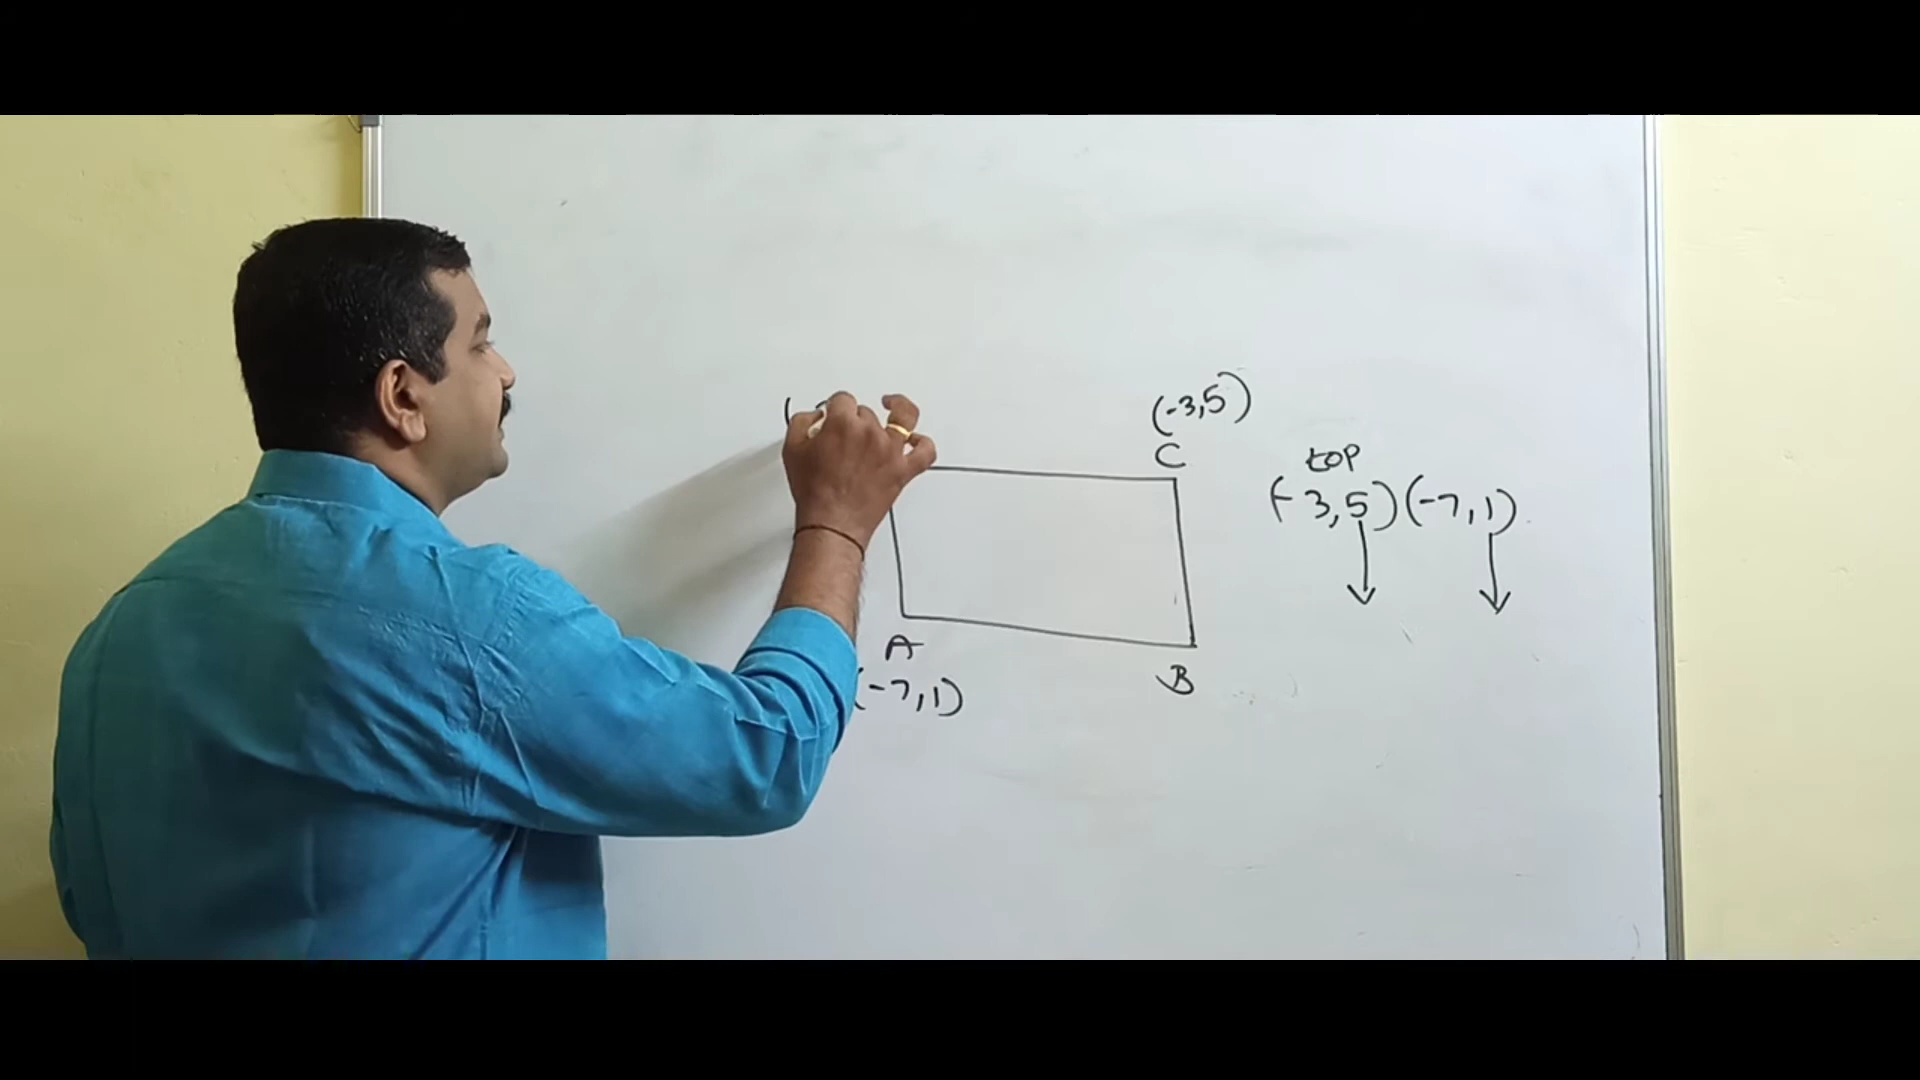 (-3,5)
C
top
(-3,5) (-7,1)
A
B
(-7,1)